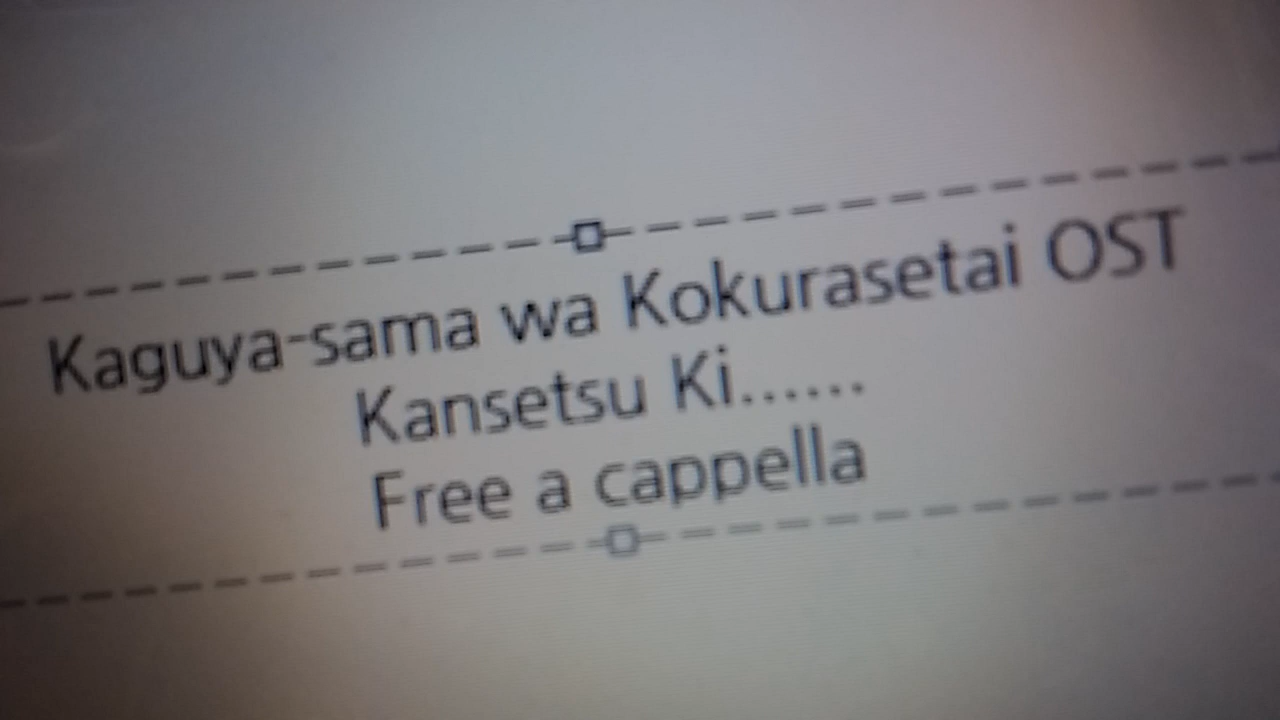 Kaguya-sama wa Kokurasetai OST
Kansetsu Ki......
Free a cappella